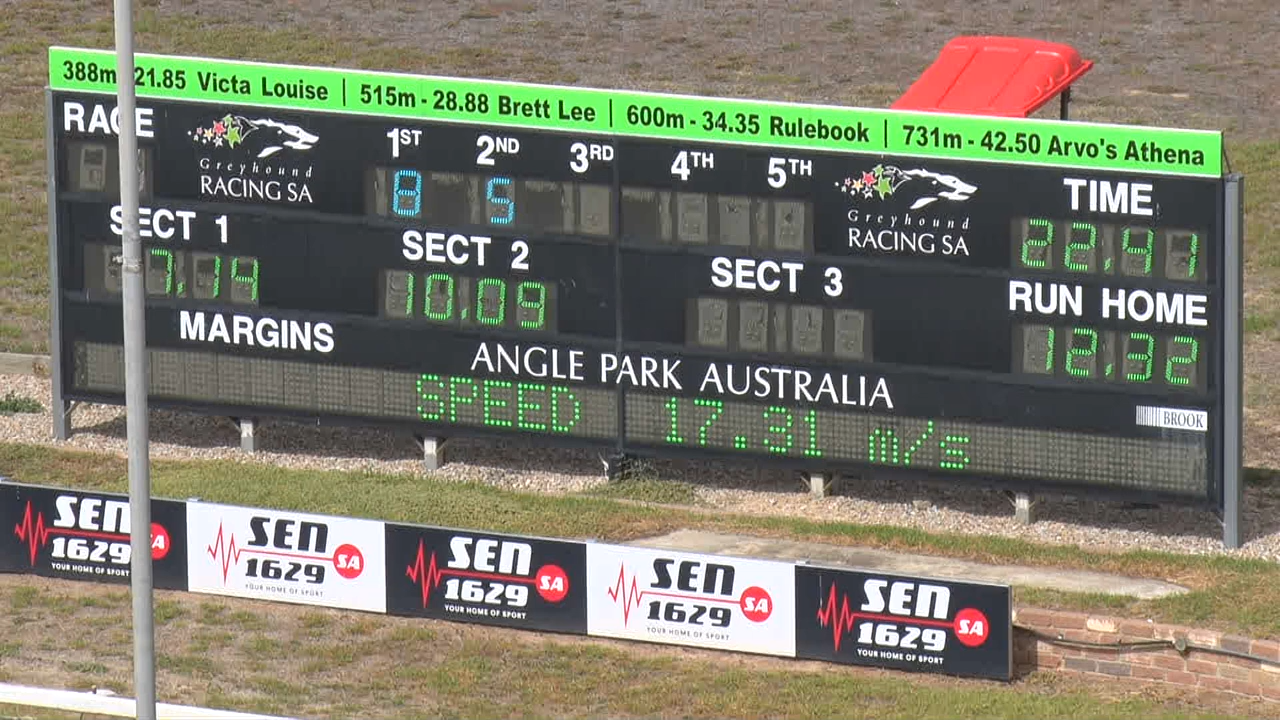 388m 21.85 Victa Louise | 515m - 28.88 Brett Lee | 600m - 34.35 Rulebook | 731m - 42.50 Arvo's Athena
RACE
Greyhound
RACING SA
1ST 2ND 3RD 4TH 5TH
8 5
Greyhound
RACING SA
TIME
22.41
SECT 1
7.14
SECT 2
10.09
SECT 3
RUN HOME
12.32
MARGINS
ANGLE PARK AUSTRALIA
BROOK
SPEED 17.31 m/s
SEN
1629
SA
YOUR HOME OF SPORT
SEN
1629
SA
YOUR HOME OF SPORT
SEN
1629
SA
YOUR HOME OF SPORT
SEN
1629
SA
YOUR HOME OF SPORT
SEN
1629
SA
YOUR HOME OF SPORT